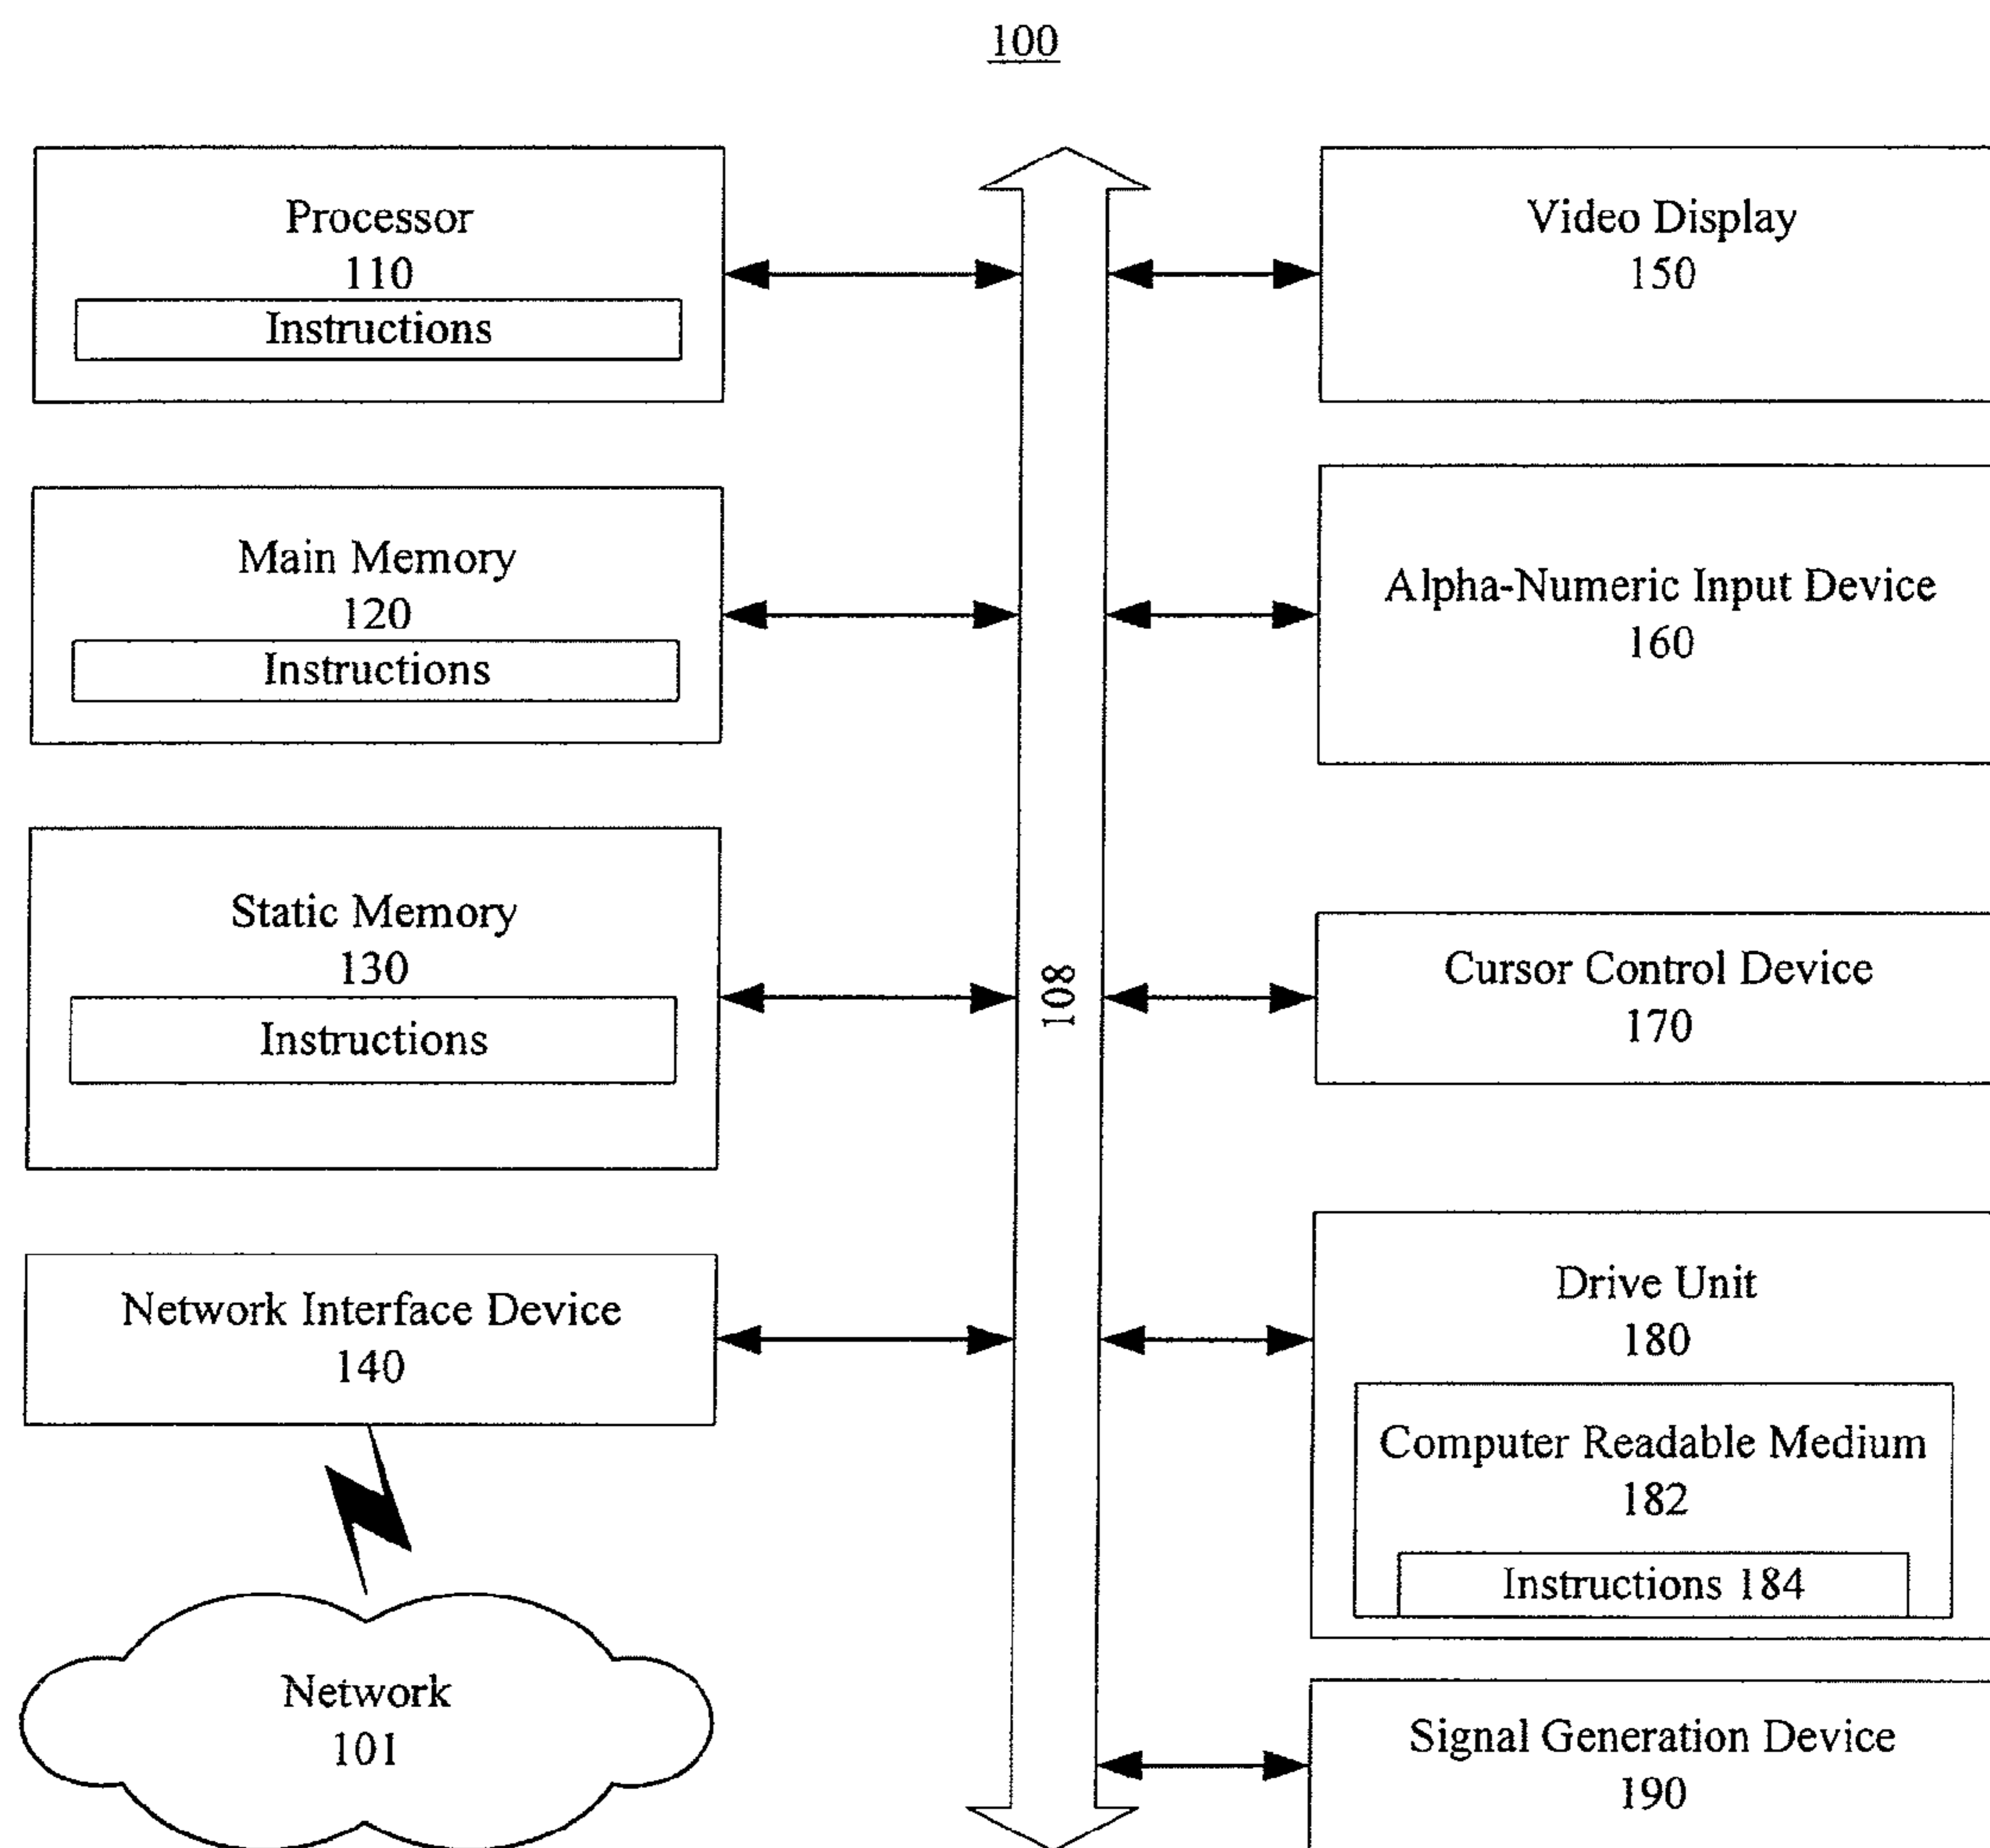 100
Processor
110
Instructions
Main Memory
120
Instructions
Static Memory
130
Instructions
Network Interface Device
140
Network
101
108
Video Display
150
Alpha-Numeric Input Device
160
Cursor Control Device
170
Drive Unit
180
Computer Readable Medium
182
Instructions 184
Signal Generation Device
190